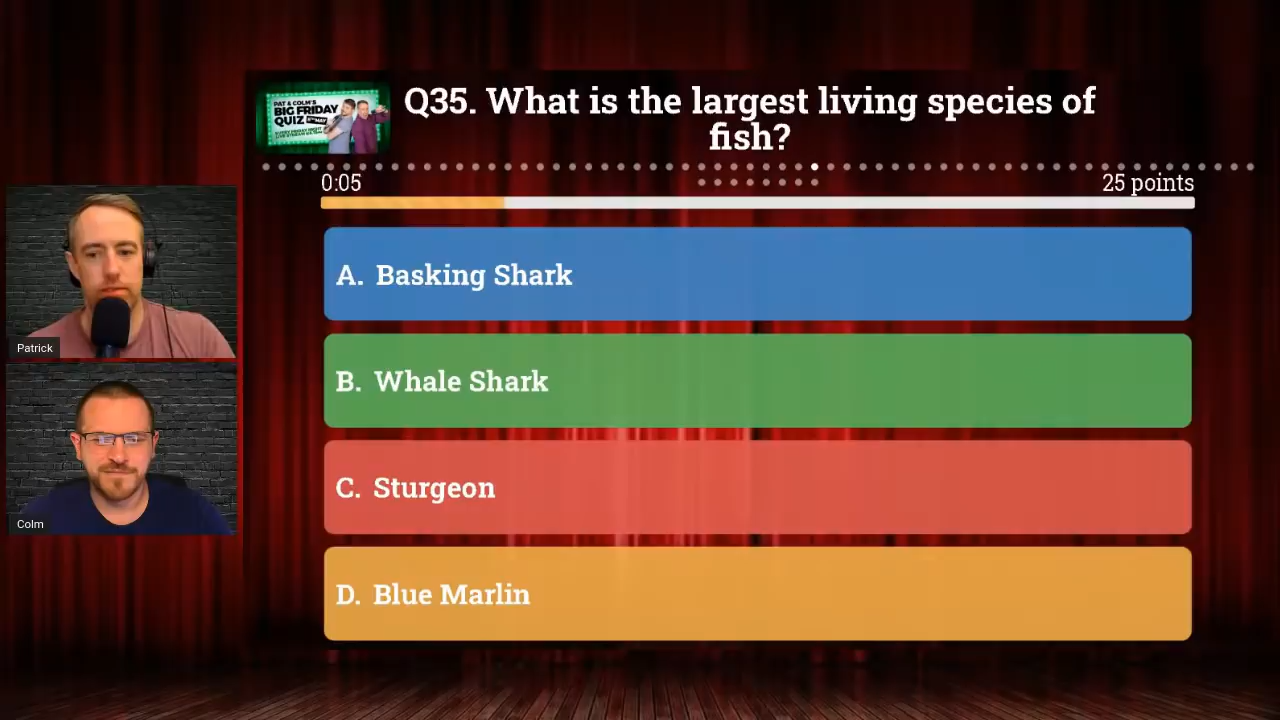 PAT & COLM'S
BIG FRIDAY
QUIZ
Q35. What is the largest living species of
fish?
0:05
25 points
A. Basking Shark
B. Whale Shark
C. Sturgeon
D. Blue Marlin
Patrick
Colm